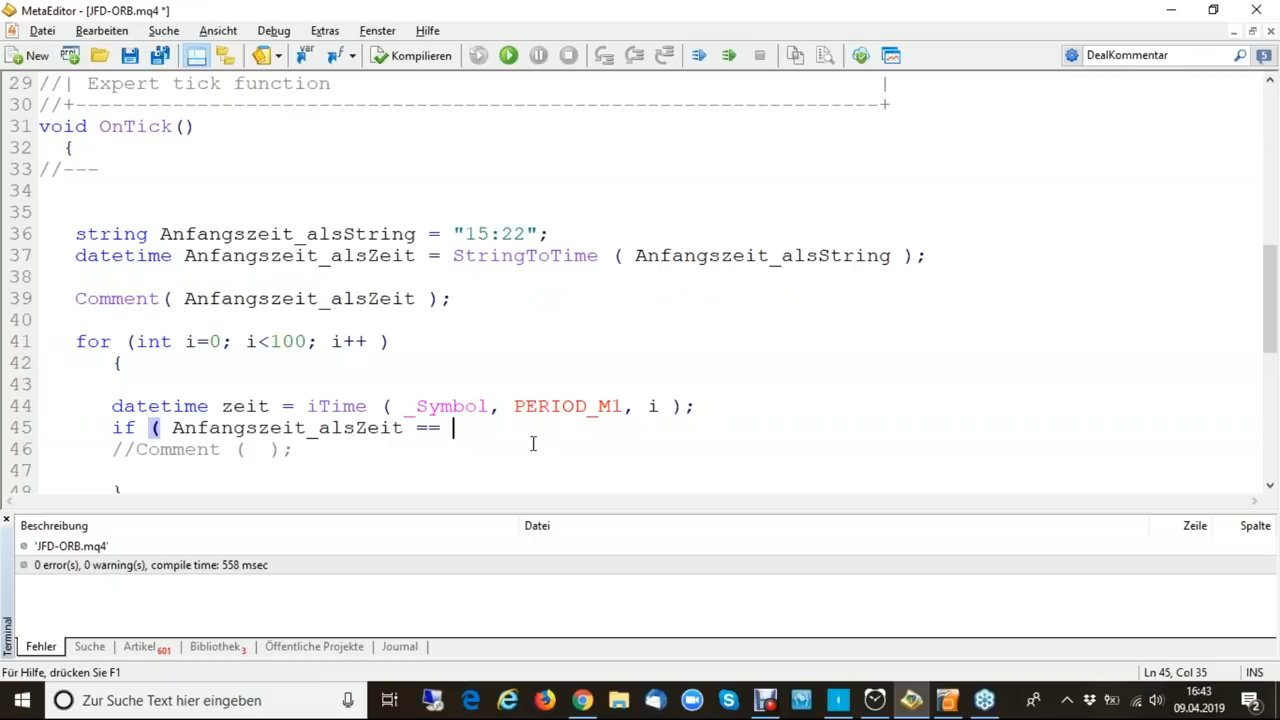 MetaEditor - [JFD-ORB.mq4 *]
Datei Bearbeiten Suche Ansicht Debug Extras Fenster Hilfe
New Kompilieren DealKommentar 5
29 //| Expert tick function |
30 //+------------------------------------------------------------------+
31 void OnTick()
32 {
33 //---
34
35
36 string Anfangszeit_alsString = "15:22";
37 datetime Anfangszeit_alsZeit = StringToTime ( Anfangszeit_alsString );
38
39 Comment( Anfangszeit_alsZeit );
40
41 for (int i=0; i<100; i++ )
42 {
43
44 datetime zeit = iTime ( _Symbol, PERIOD_M1, i );
45 if ( Anfangszeit_alsZeit ==
46 //Comment ( );
47
48 }
Beschreibung Datei Zeile Spalte
'JFD-ORB.mq4'
0 error(s), 0 warning(s), compile time: 558 msec
Terminal
Fehler Suche Artikel 601 Bibliothek 3 Öffentliche Projekte Journal
Für Hilfe, drücken Sie F1 Ln 45, Col 35 INS
Zur Suche Text hier eingeben
16:43
09.04.2019
2